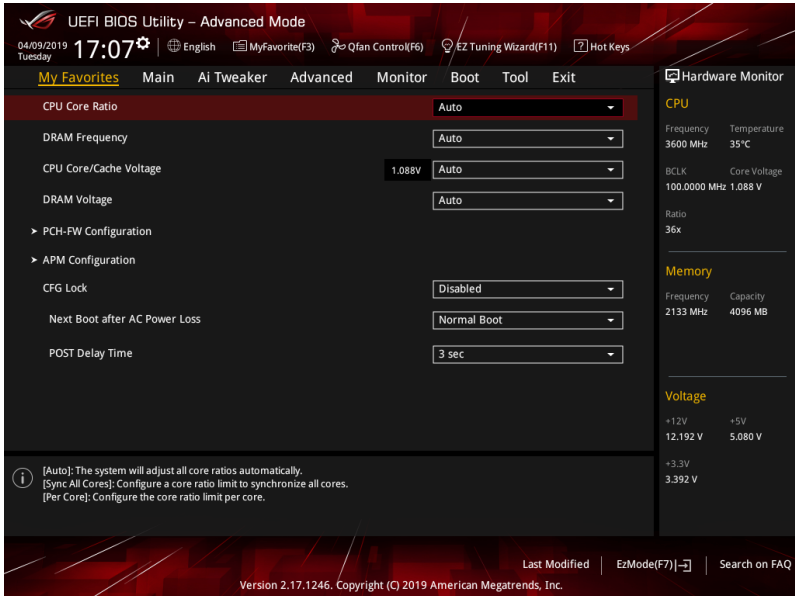 UEFI BIOS Utility – Advanced Mode
04/09/2019 Tuesday 17:07 English MyFavorite(F3) Qfan Control(F6) EZ Tuning Wizard(F11) ? Hot Keys
My Favorites Main Ai Tweaker Advanced Monitor Boot Tool Exit
CPU Core Ratio Auto
DRAM Frequency Auto
CPU Core/Cache Voltage 1.088V Auto
DRAM Voltage Auto
> PCH-FW Configuration
> APM Configuration
CFG Lock Disabled
Next Boot after AC Power Loss Normal Boot
POST Delay Time 3 sec
[Auto]: The system will adjust all core ratios automatically.
[Sync All Cores]: Configure a core ratio limit to synchronize all cores.
[Per Core]: Configure the core ratio limit per core.
Hardware Monitor
CPU
Frequency Temperature
3600 MHz 35°C
BCLK Core Voltage
100.0000 MHz 1.088 V
Ratio
36x
Memory
Frequency Capacity
2133 MHz 4096 MB
Voltage
+12V +5V
12.192 V 5.080 V
+3.3V
3.392 V
Last Modified EzMode(F7) Search on FAQ
Version 2.17.1246. Copyright (C) 2019 American Megatrends, Inc.